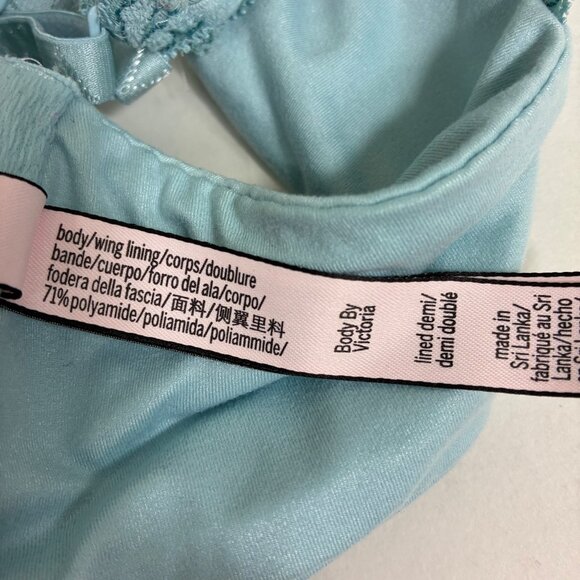 body/wing lining/corps/doublure
bande/cuerpo/forro del ala/corpo/
fodera della fascia/面料/侧翼里料
71% polyamide/poliamida/poliammide/
Body By
Victoria
lined demi/
demi doublé
made in
Sri Lanka/
fabriqué au Sri
Lanka/hecho